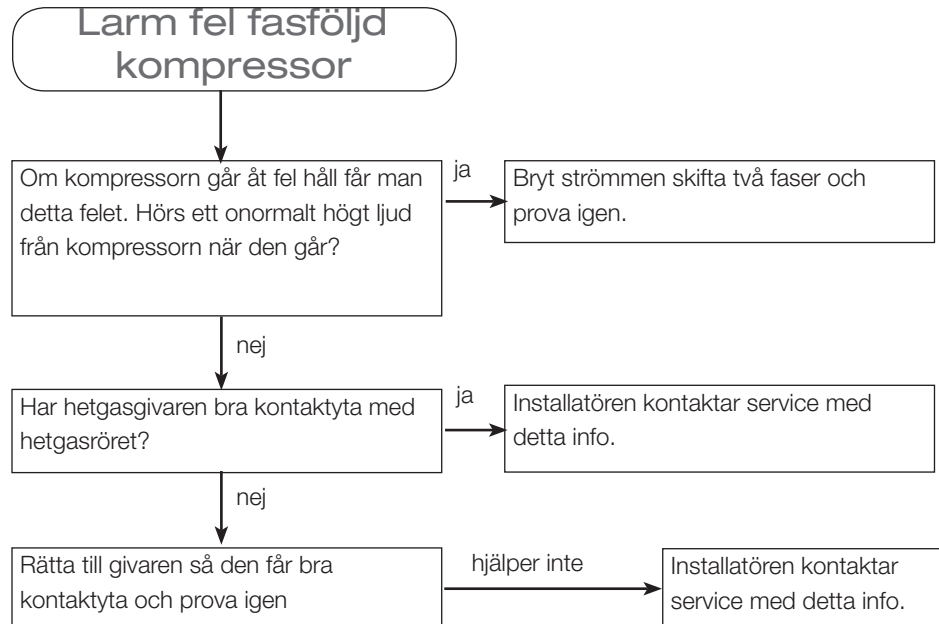 Larm fel fasföljd
kompressor
Om kompressorn går åt fel håll får man
detta felet. Hörs ett onormalt högt ljud
från kompressorn när den går?
ja
Bryt strömmen skifta två faser och
prova igen.
nej
Har hetgasgivaren bra kontaktyta med
hetgasröret?
ja
Installatören kontaktar service med
detta info.
nej
Rätta till givaren så den får bra
kontaktyta och prova igen
hjälper inte
Installatören kontaktar
service med detta info.